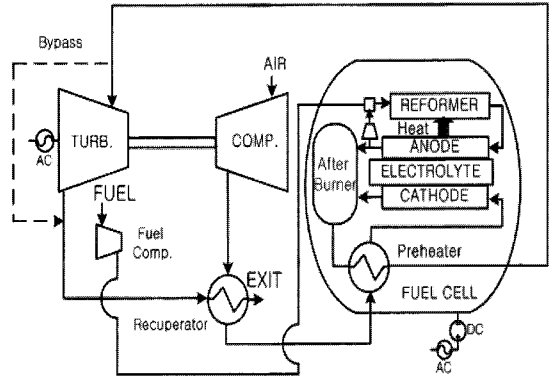 Bypass
AIR
TURB.
COMP.
AC
FUEL
Fuel
Comp.
EXIT
Recuperator
REFORMER
Heat
ANODE
After
Burner
ELECTROLYTE
CATHODE
Preheater
FUEL CELL
DC
AC